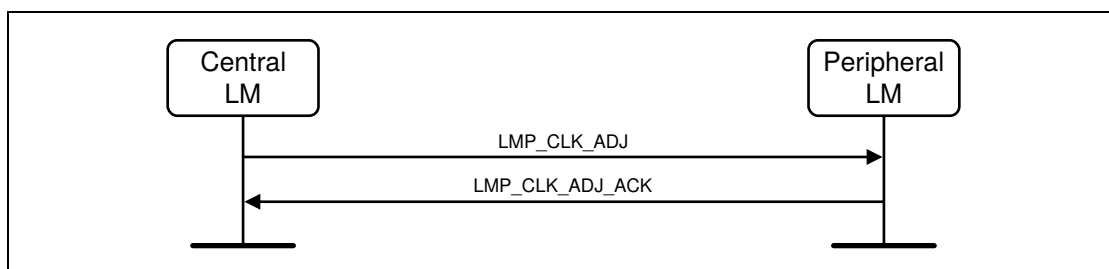 Central
LM
Peripheral
LM
LMP_CLK_ADJ
LMP_CLK_ADJ_ACK